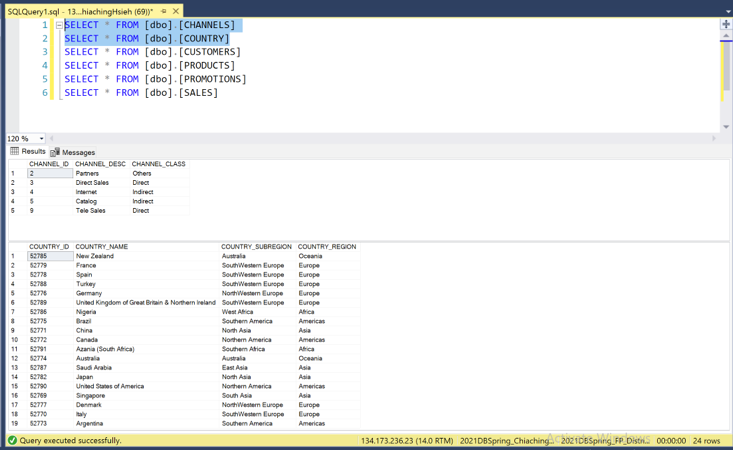 SQLQuery1.sql - 13...hiachingHsieh (69))*
1 SELECT * FROM [dbo].[CHANNELS]
2 SELECT * FROM [dbo].[COUNTRY]
3 SELECT * FROM [dbo].[CUSTOMERS]
4 SELECT * FROM [dbo].[PRODUCTS]
5 SELECT * FROM [dbo].[PROMOTIONS]
6 SELECT * FROM [dbo].[SALES]
120 %
Results Messages
CHANNEL_ID CHANNEL_DESC CHANNEL_CLASS
1 2 Partners Others
2 3 Direct Sales Direct
3 4 Internet Indirect
4 5 Catalog Indirect
5 9 Tele Sales Direct
COUNTRY_ID COUNTRY_NAME COUNTRY_SUBREGION COUNTRY_REGION
1 52785 New Zealand Australia Oceania
2 52779 France SouthWestern Europe Europe
3 52778 Spain SouthWestern Europe Europe
4 52788 Turkey SouthWestern Europe Europe
5 52776 Germany NorthWestern Europe Europe
6 52789 United Kingdom of Great Britain & Northern Ireland SouthWestern Europe Europe
7 52786 Nigeria West Africa Africa
8 52775 Brazil Southern America Americas
9 52771 China North Asia Asia
10 52772 Canada Northern America Americas
11 52791 Azania (South Africa) Southern Africa Africa
12 52774 Australia Australia Oceania
13 52787 Saudi Arabia East Asia Asia
14 52782 Japan North Asia Asia
15 52790 United States of America Northern America Americas
16 52769 Singapore South Asia Asia
17 52777 Denmark NorthWestern Europe Europe
18 52770 Italy SouthWestern Europe Europe
19 52773 Argentina Southern America Americas
Activate Windows
Query executed successfully. 134.173.236.23 (14.0 RTM) 2021DBSpring_Chiaching... 2021DBSpring_FP_Distri... 00:00:00 24 rows